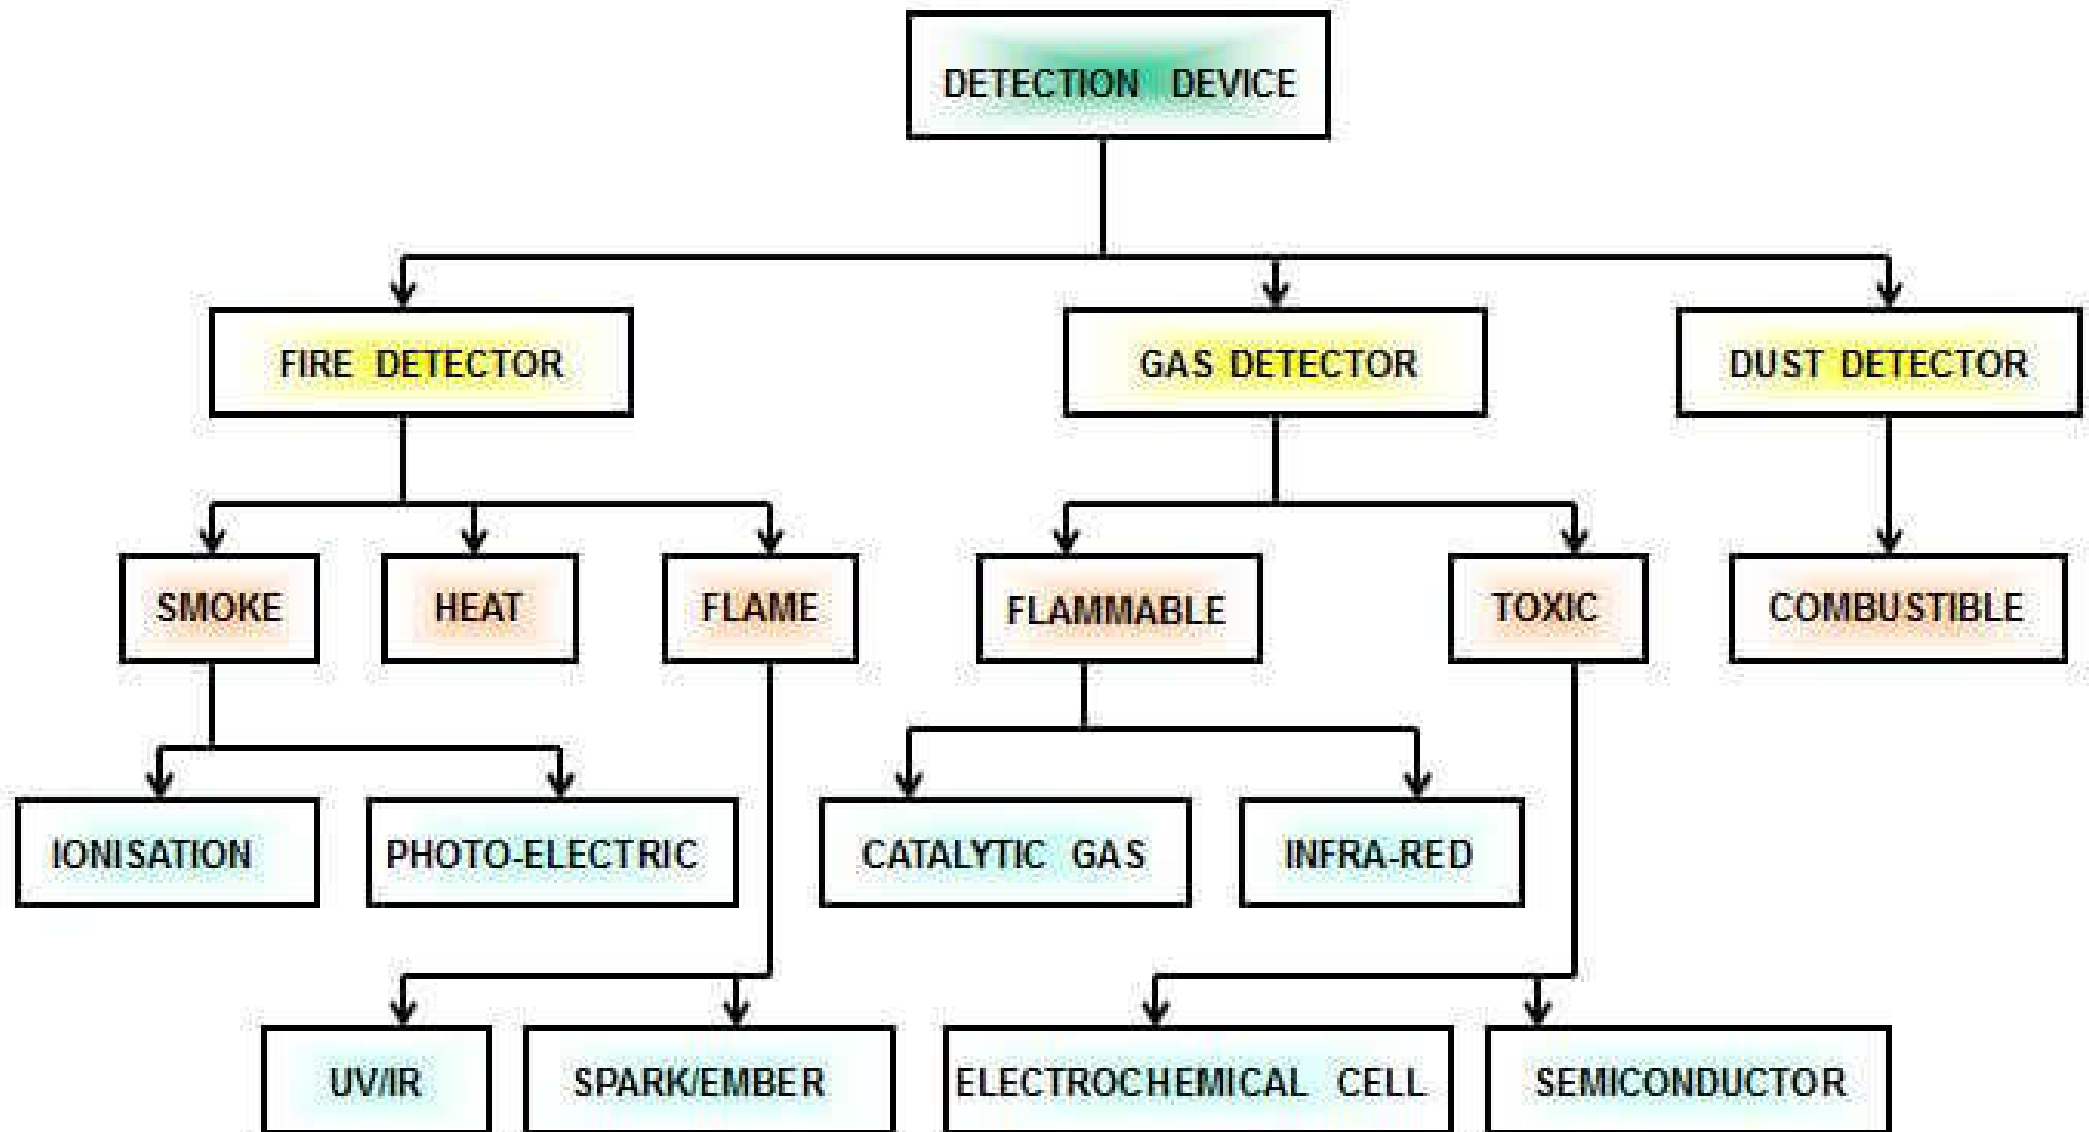 DETECTION DEVICE
FIRE DETECTOR
GAS DETECTOR
DUST DETECTOR
SMOKE
HEAT
FLAME
FLAMMABLE
TOXIC
COMBUSTIBLE
IONISATION
PHOTO-ELECTRIC
CATALYTIC GAS
INFRA-RED
UV/IR
SPARK/EMBER
ELECTROCHEMICAL CELL
SEMICONDUCTOR